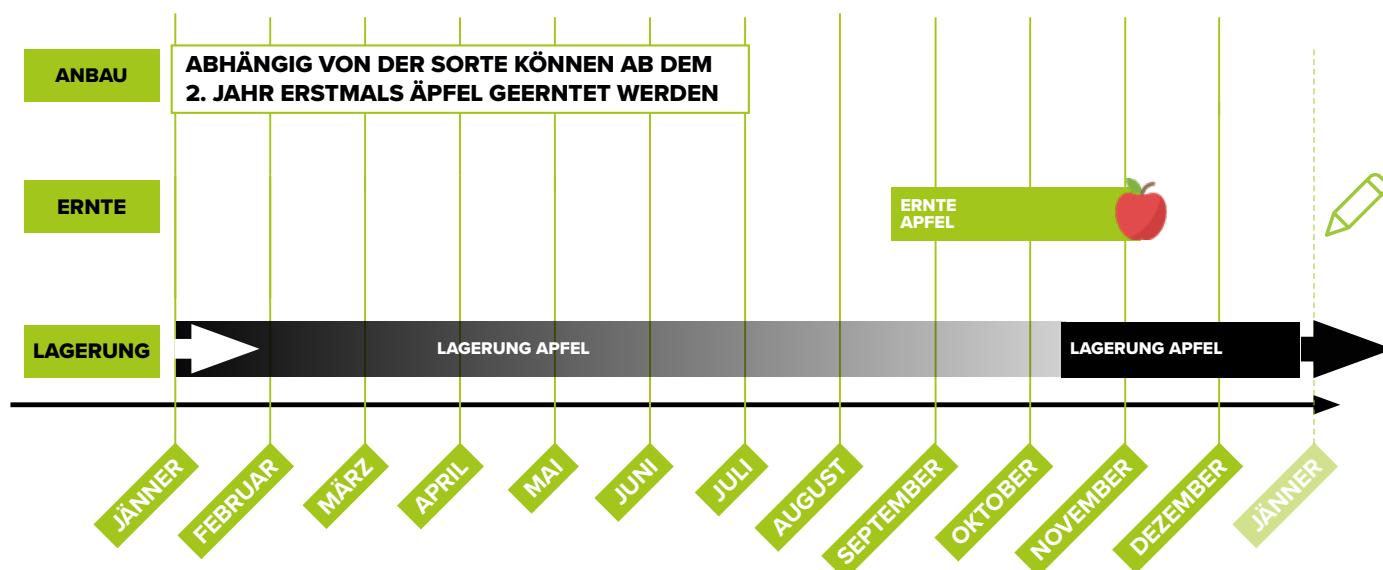 ANBAU
ABHÄNGIG VON DER SORTE KÖNNEN AB DEM
2. JAHR ERSTMALS ÄPFEL GEERNTET WERDEN
ERNTE
ERNTE
APFEL
LAGERUNG
LAGERUNG APFEL
LAGERUNG APFEL
JÄNNER
FEBRUAR
MÄRZ
APRIL
MAI
JUNI
JULI
AUGUST
SEPTEMBER
OKTOBER
NOVEMBER
DEZEMBER
JÄNNER